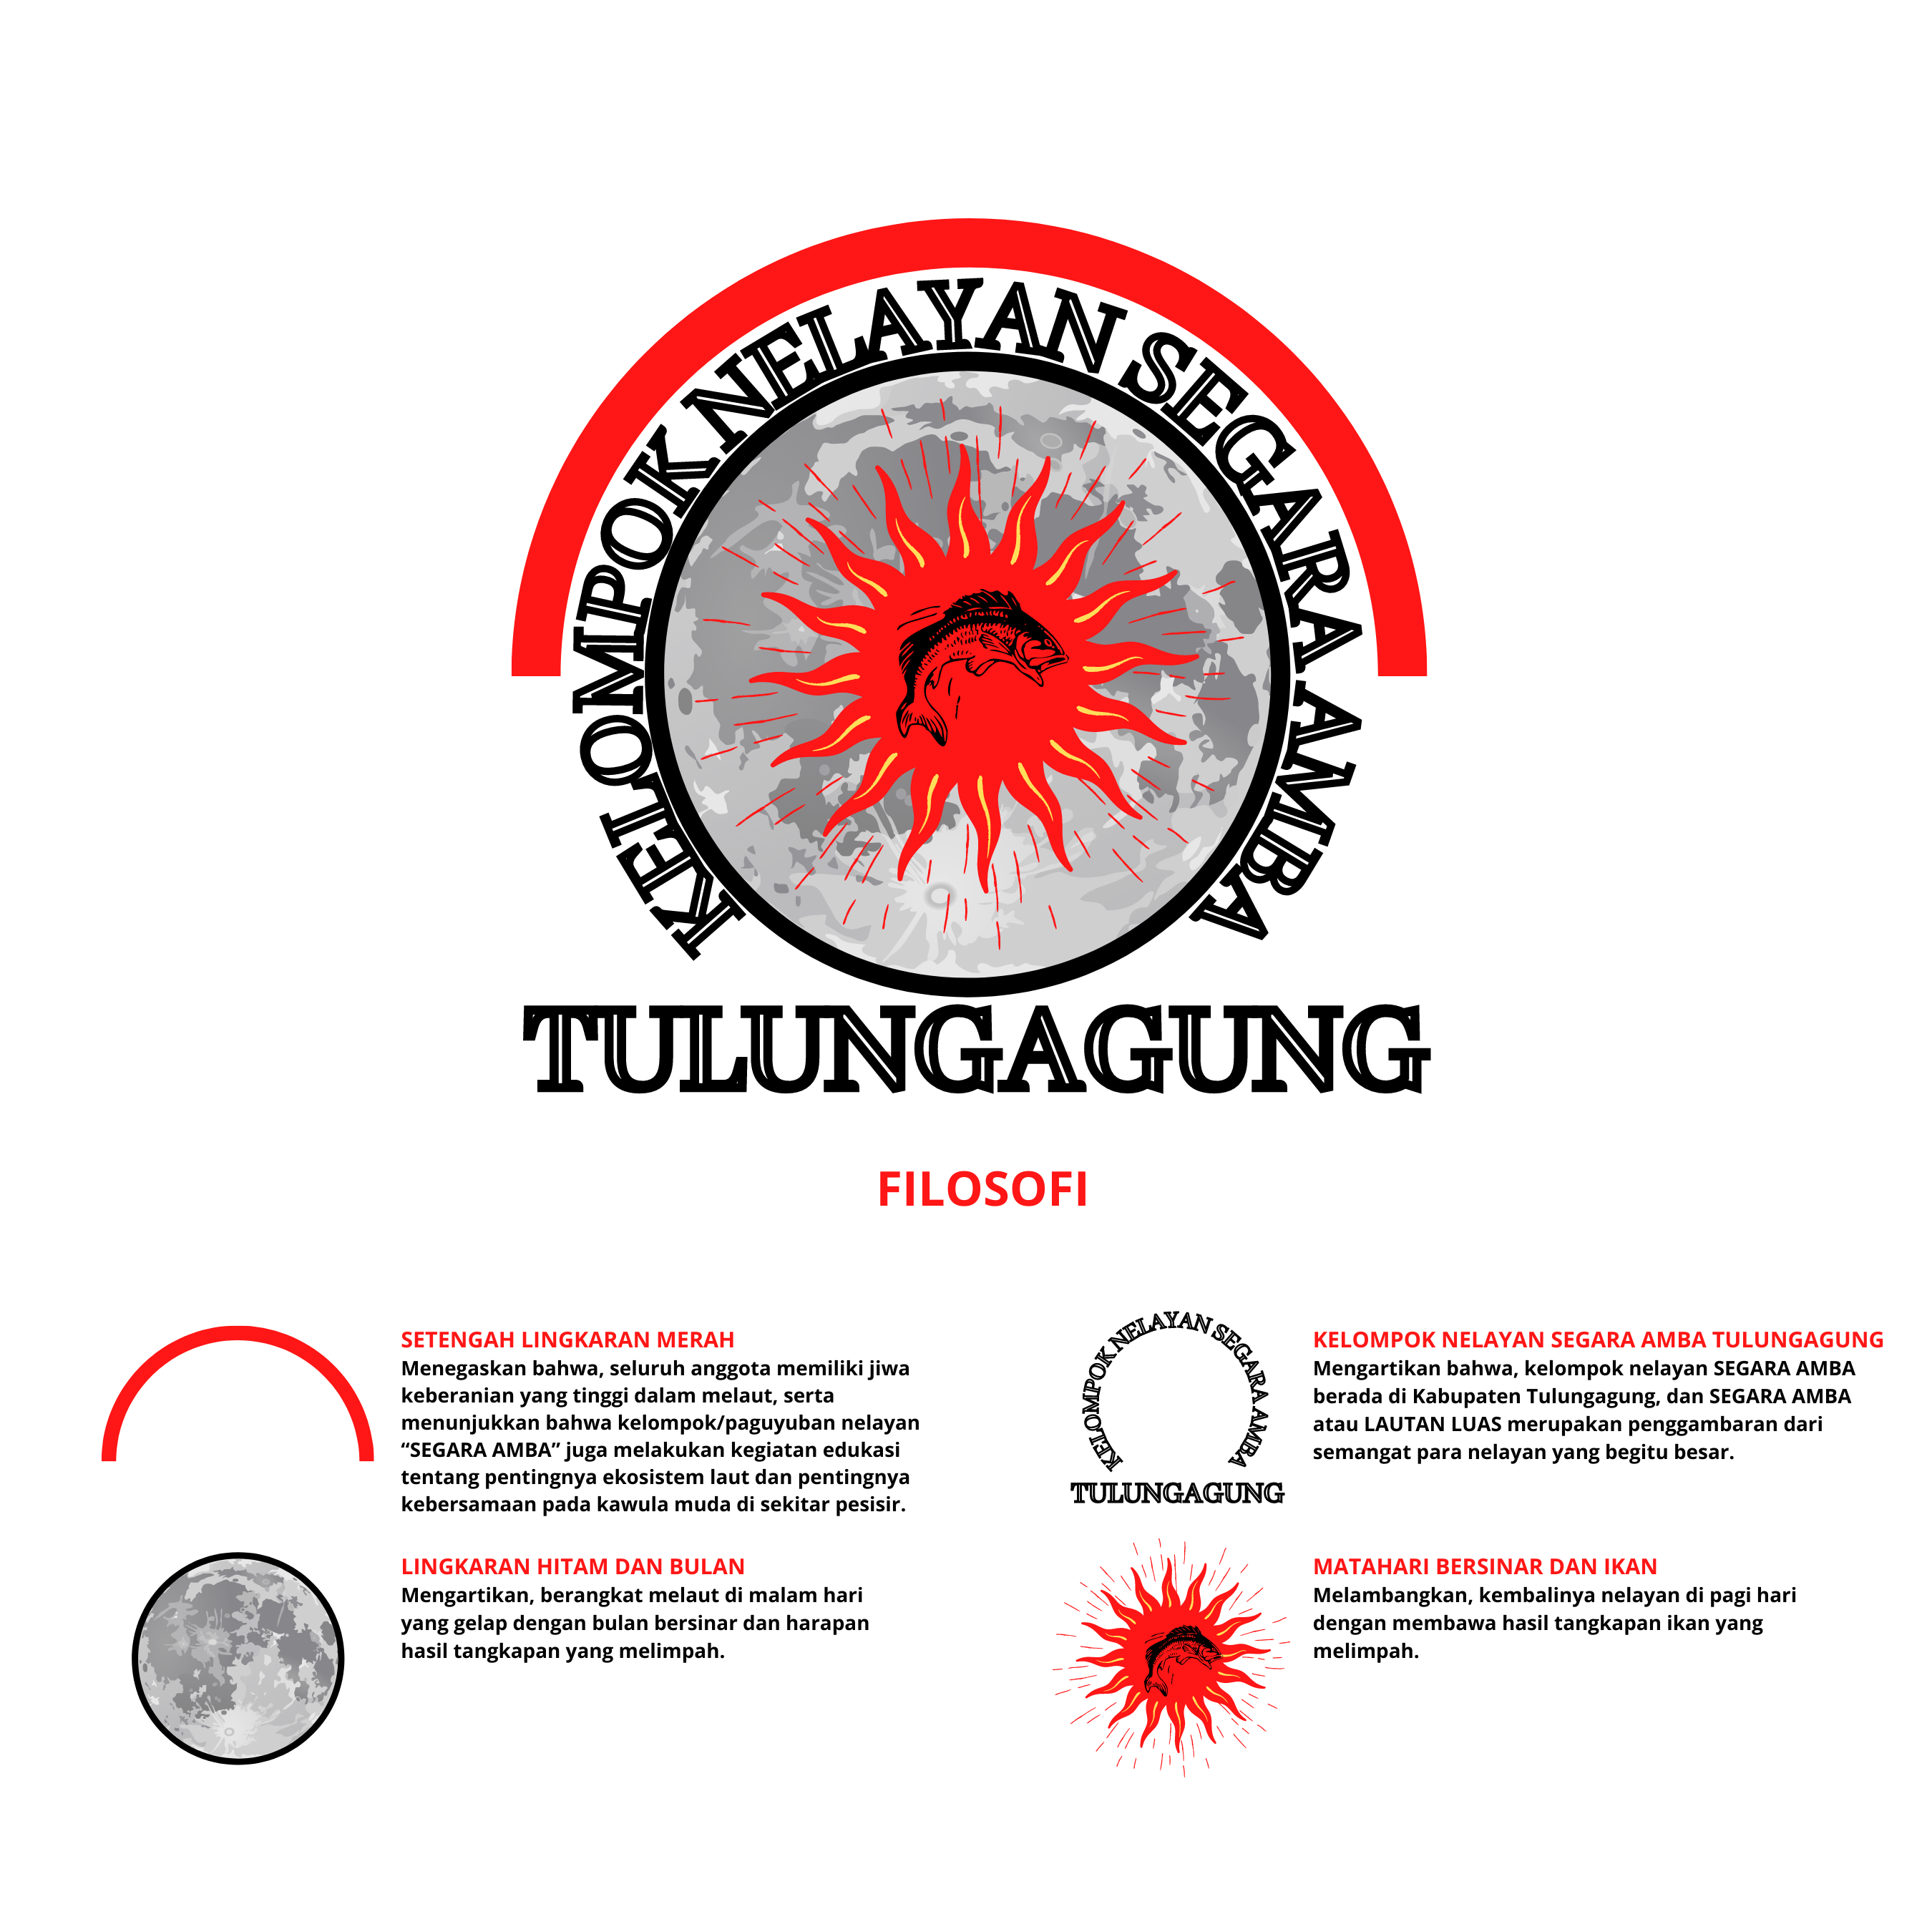 KELOMPOK NELAYAN SEGARA AMBA
TULUNGAGUNG
FILOSOFI
SETENGAH LINGKARAN MERAH
Menegaskan bahwa, seluruh anggota memiliki jiwa
keberanian yang tinggi dalam melaut, serta
menunjukkan bahwa kelompok/paguyuban nelayan
“SEGARA AMBA” juga melakukan kegiatan edukasi
tentang pentingnya ekosistem laut dan pentingnya
kebersamaan pada kawula muda di sekitar pesisir.
LINGKARAN HITAM DAN BULAN
Mengartikan, berangkat melaut di malam hari
yang gelap dengan bulan bersinar dan harapan
hasil tangkapan yang melimpah.
KELOMPOK NELAYAN SEGARA AMBA
TULUNGAGUNG
KELOMPOK NELAYAN SEGARA AMBA TULUNGAGUNG
Mengartikan bahwa, kelompok nelayan SEGARA AMBA
berada di Kabupaten Tulungagung, dan SEGARA AMBA
atau LAUTAN LUAS merupakan penggambaran dari
semangat para nelayan yang begitu besar.
MATAHARI BERSINAR DAN IKAN
Melambangkan, kembalinya nelayan di pagi hari
dengan membawa hasil tangkapan ikan yang
melimpah.